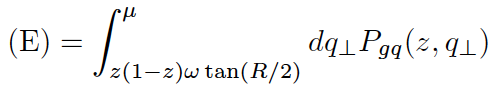 (E) = ∫_{z(1−z)ω tan(R/2)}^{μ} dq_⊥ P_{gq}(z, q_⊥)